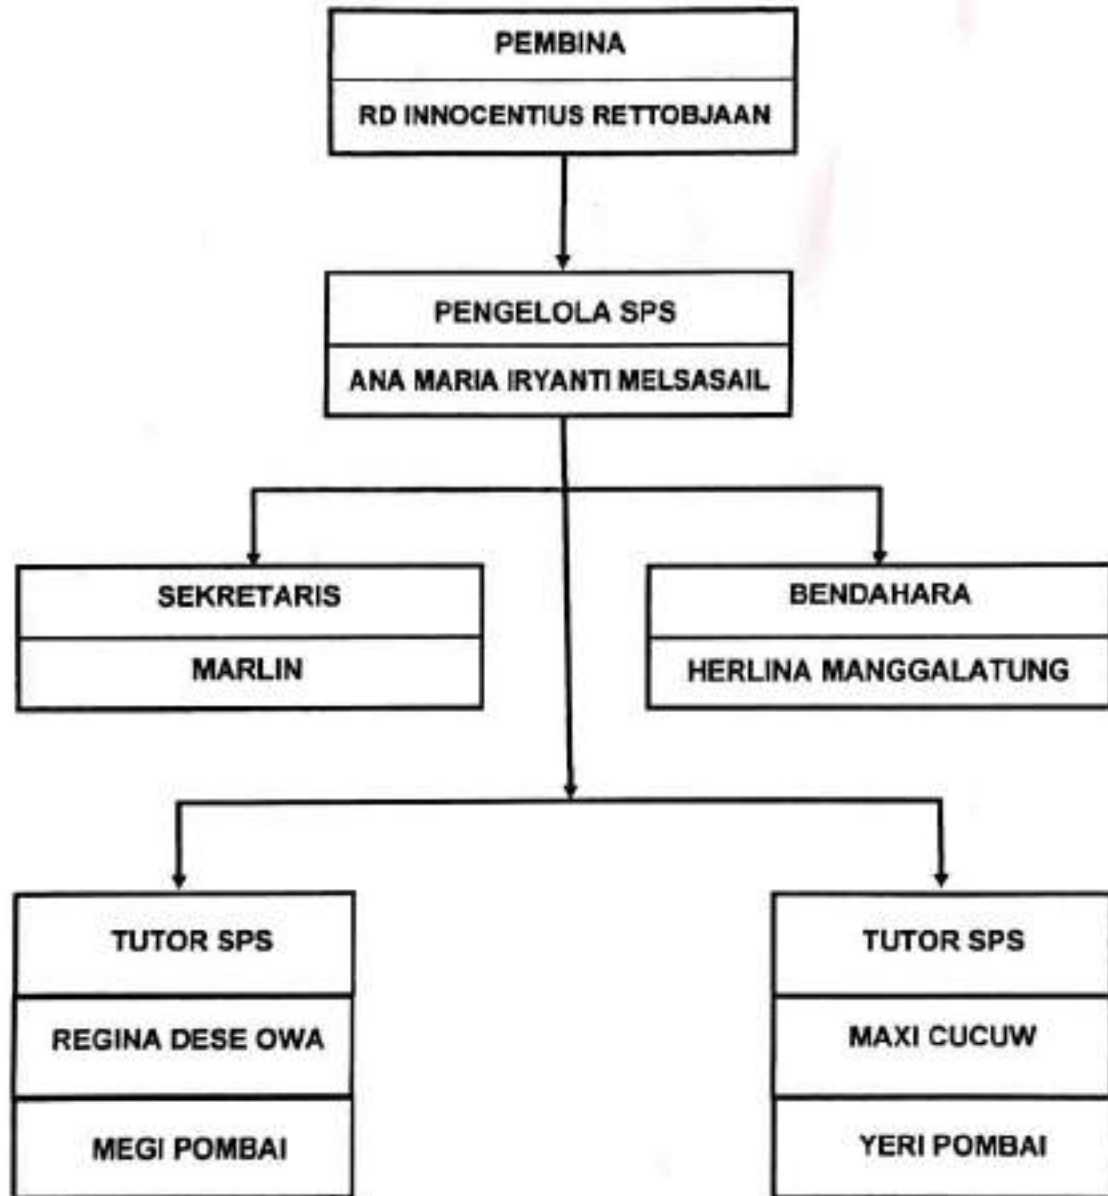 PEMBINA
RD INNOCENTIUS RETTOBJAAN
PENGELOLA SPS
ANA MARIA IRYANTI MELSASAIL
SEKRETARIS
MARLIN
BENDAHARA
HERLINA MANGGALATUNG
TUTOR SPS
REGINA DESE OWA
MEGI POMBAI
TUTOR SPS
MAXI CUCUW
YERI POMBAI